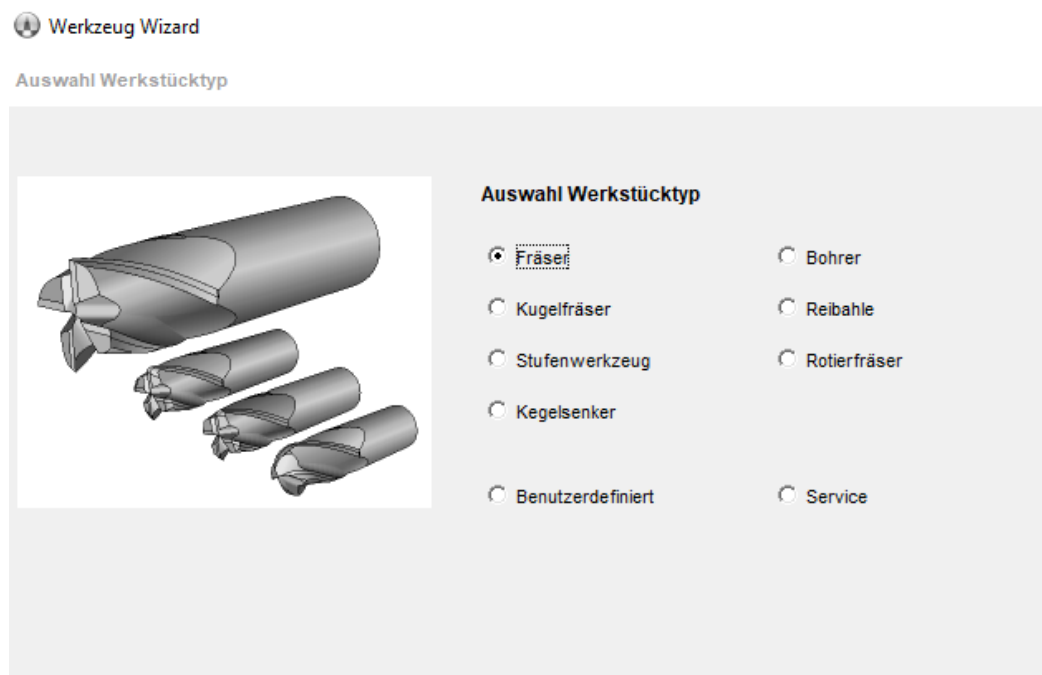 Werkzeug Wizard
Auswahl Werkstücktyp
Auswahl Werkstücktyp
Fräser
Bohrer
Kugelfräser
Reibahle
Stufenwerkzeug
Rotierfräser
Kegelsenker
Benutzerdefiniert
Service